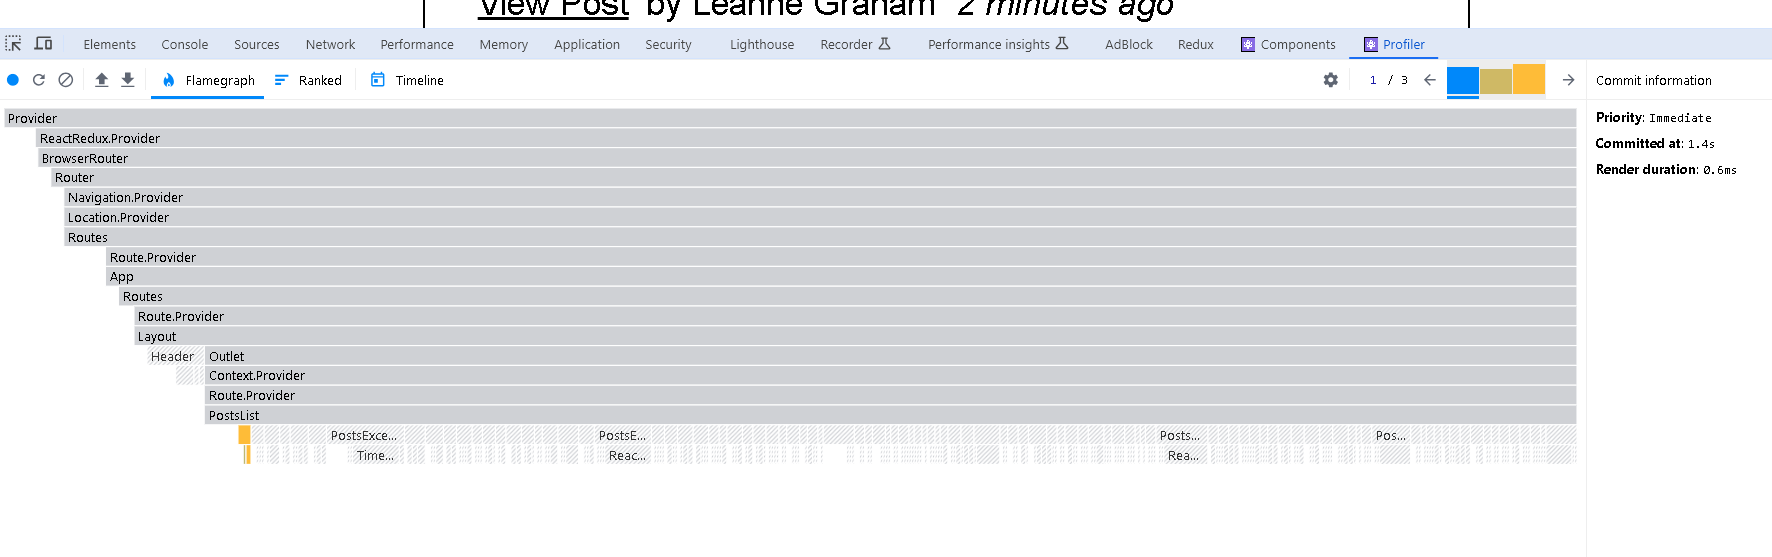 View Post by Leanne Graham 2 minutes ago
Elements Console Sources Network Performance Memory Application Security Lighthouse Recorder Performance insights AdBlock Redux Components Profiler
Flamegraph Ranked Timeline 1 / 3 Commit information
Provider
Priority: Immediate
ReactRedux.Provider
Committed at: 1.4s
BrowserRouter
Render duration: 0.6ms
Router
Navigation.Provider
Location.Provider
Routes
Route.Provider
App
Routes
Route.Provider
Layout
Header Outlet
Context.Provider
Route.Provider
PostsList
PostsExce... PostsE... Posts... Pos...
Time... Reac... Rea...